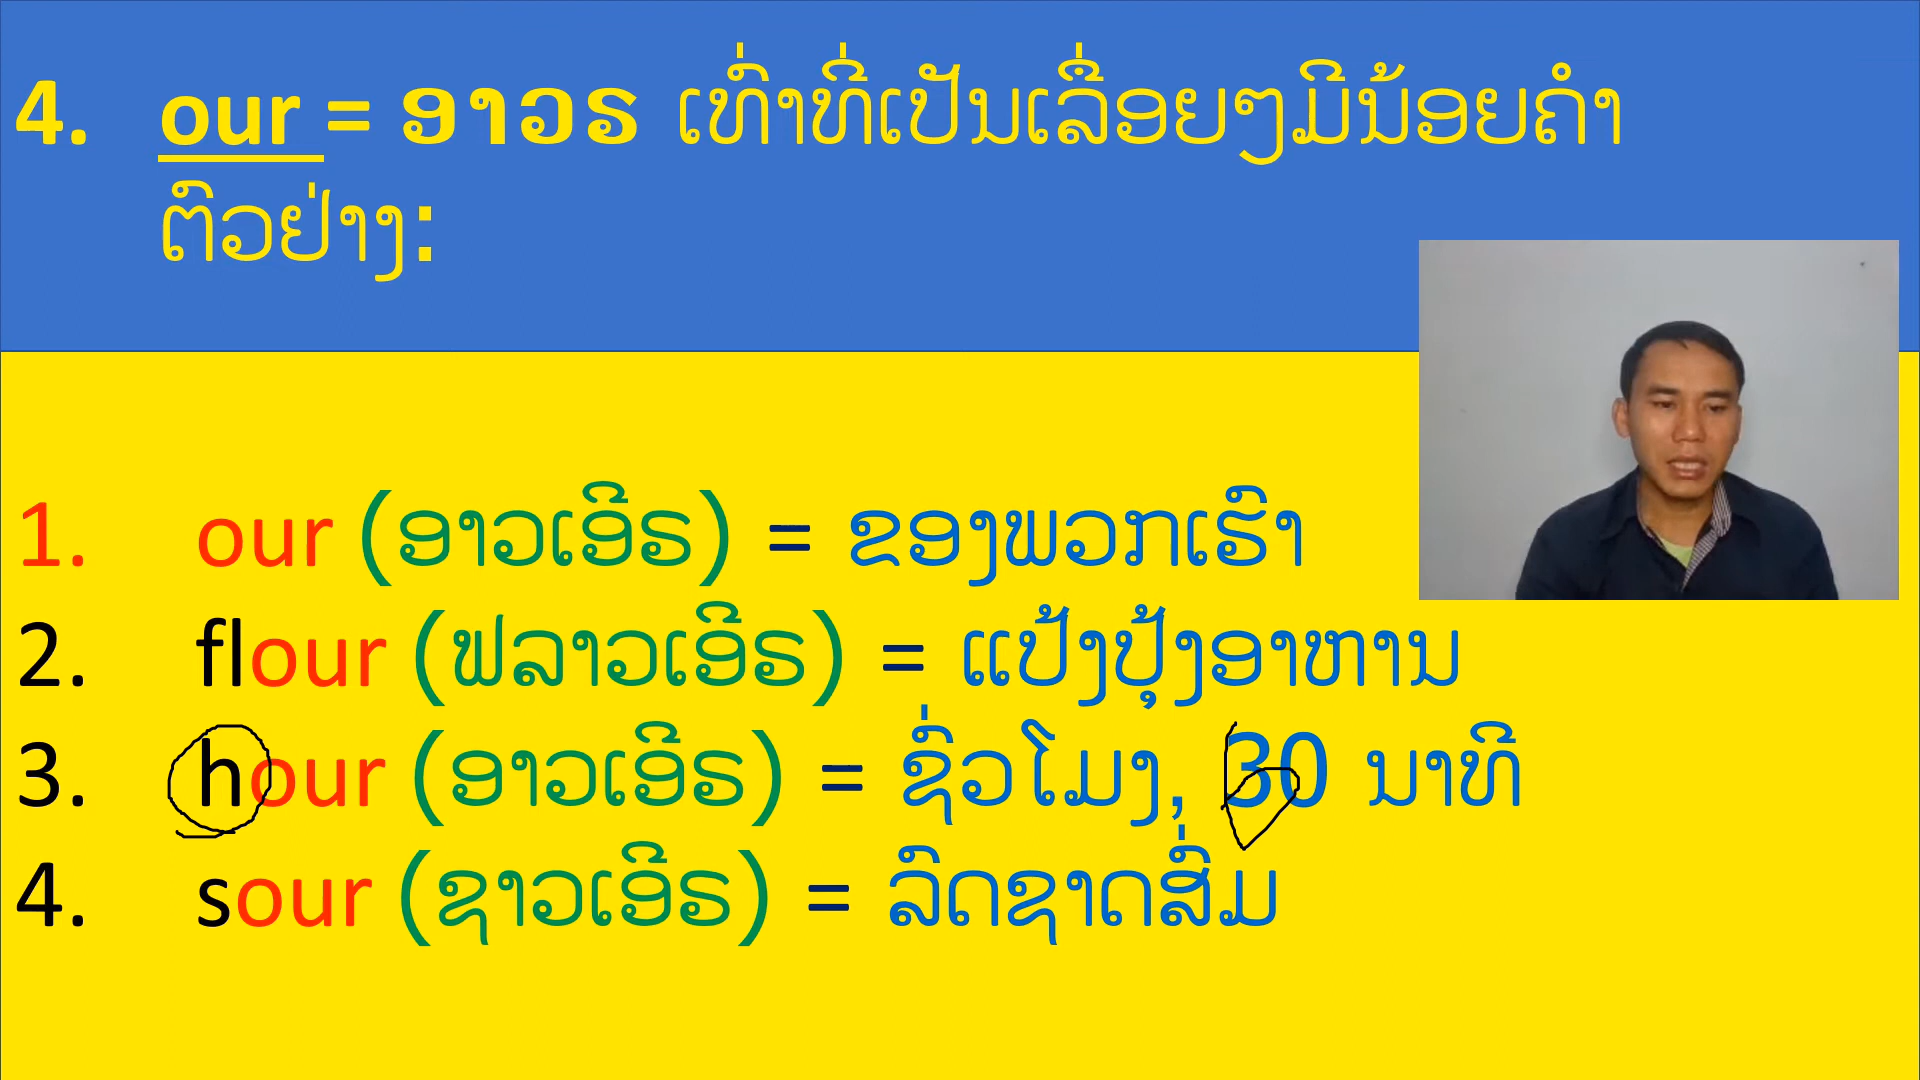 4. our = ອາວຣ ເທົ່າທີ່ເປັນເລື່ອຍໆມີນ້ອຍຄຳ
ຕົວຢ່າງ:
1. our (ອາວເອີຣ) = ຂອງພວກເຮົາ
2. flour (ຟລາວເອີຣ) = ແປ້ງປຸ້ງອາຫານ
3. hour (ອາວເອີຣ) = ຊົ່ວໂມງ, 30 ນາທີ
4. sour (ຊາວເອີຣ) = ລົດຊາດສົ່ມ